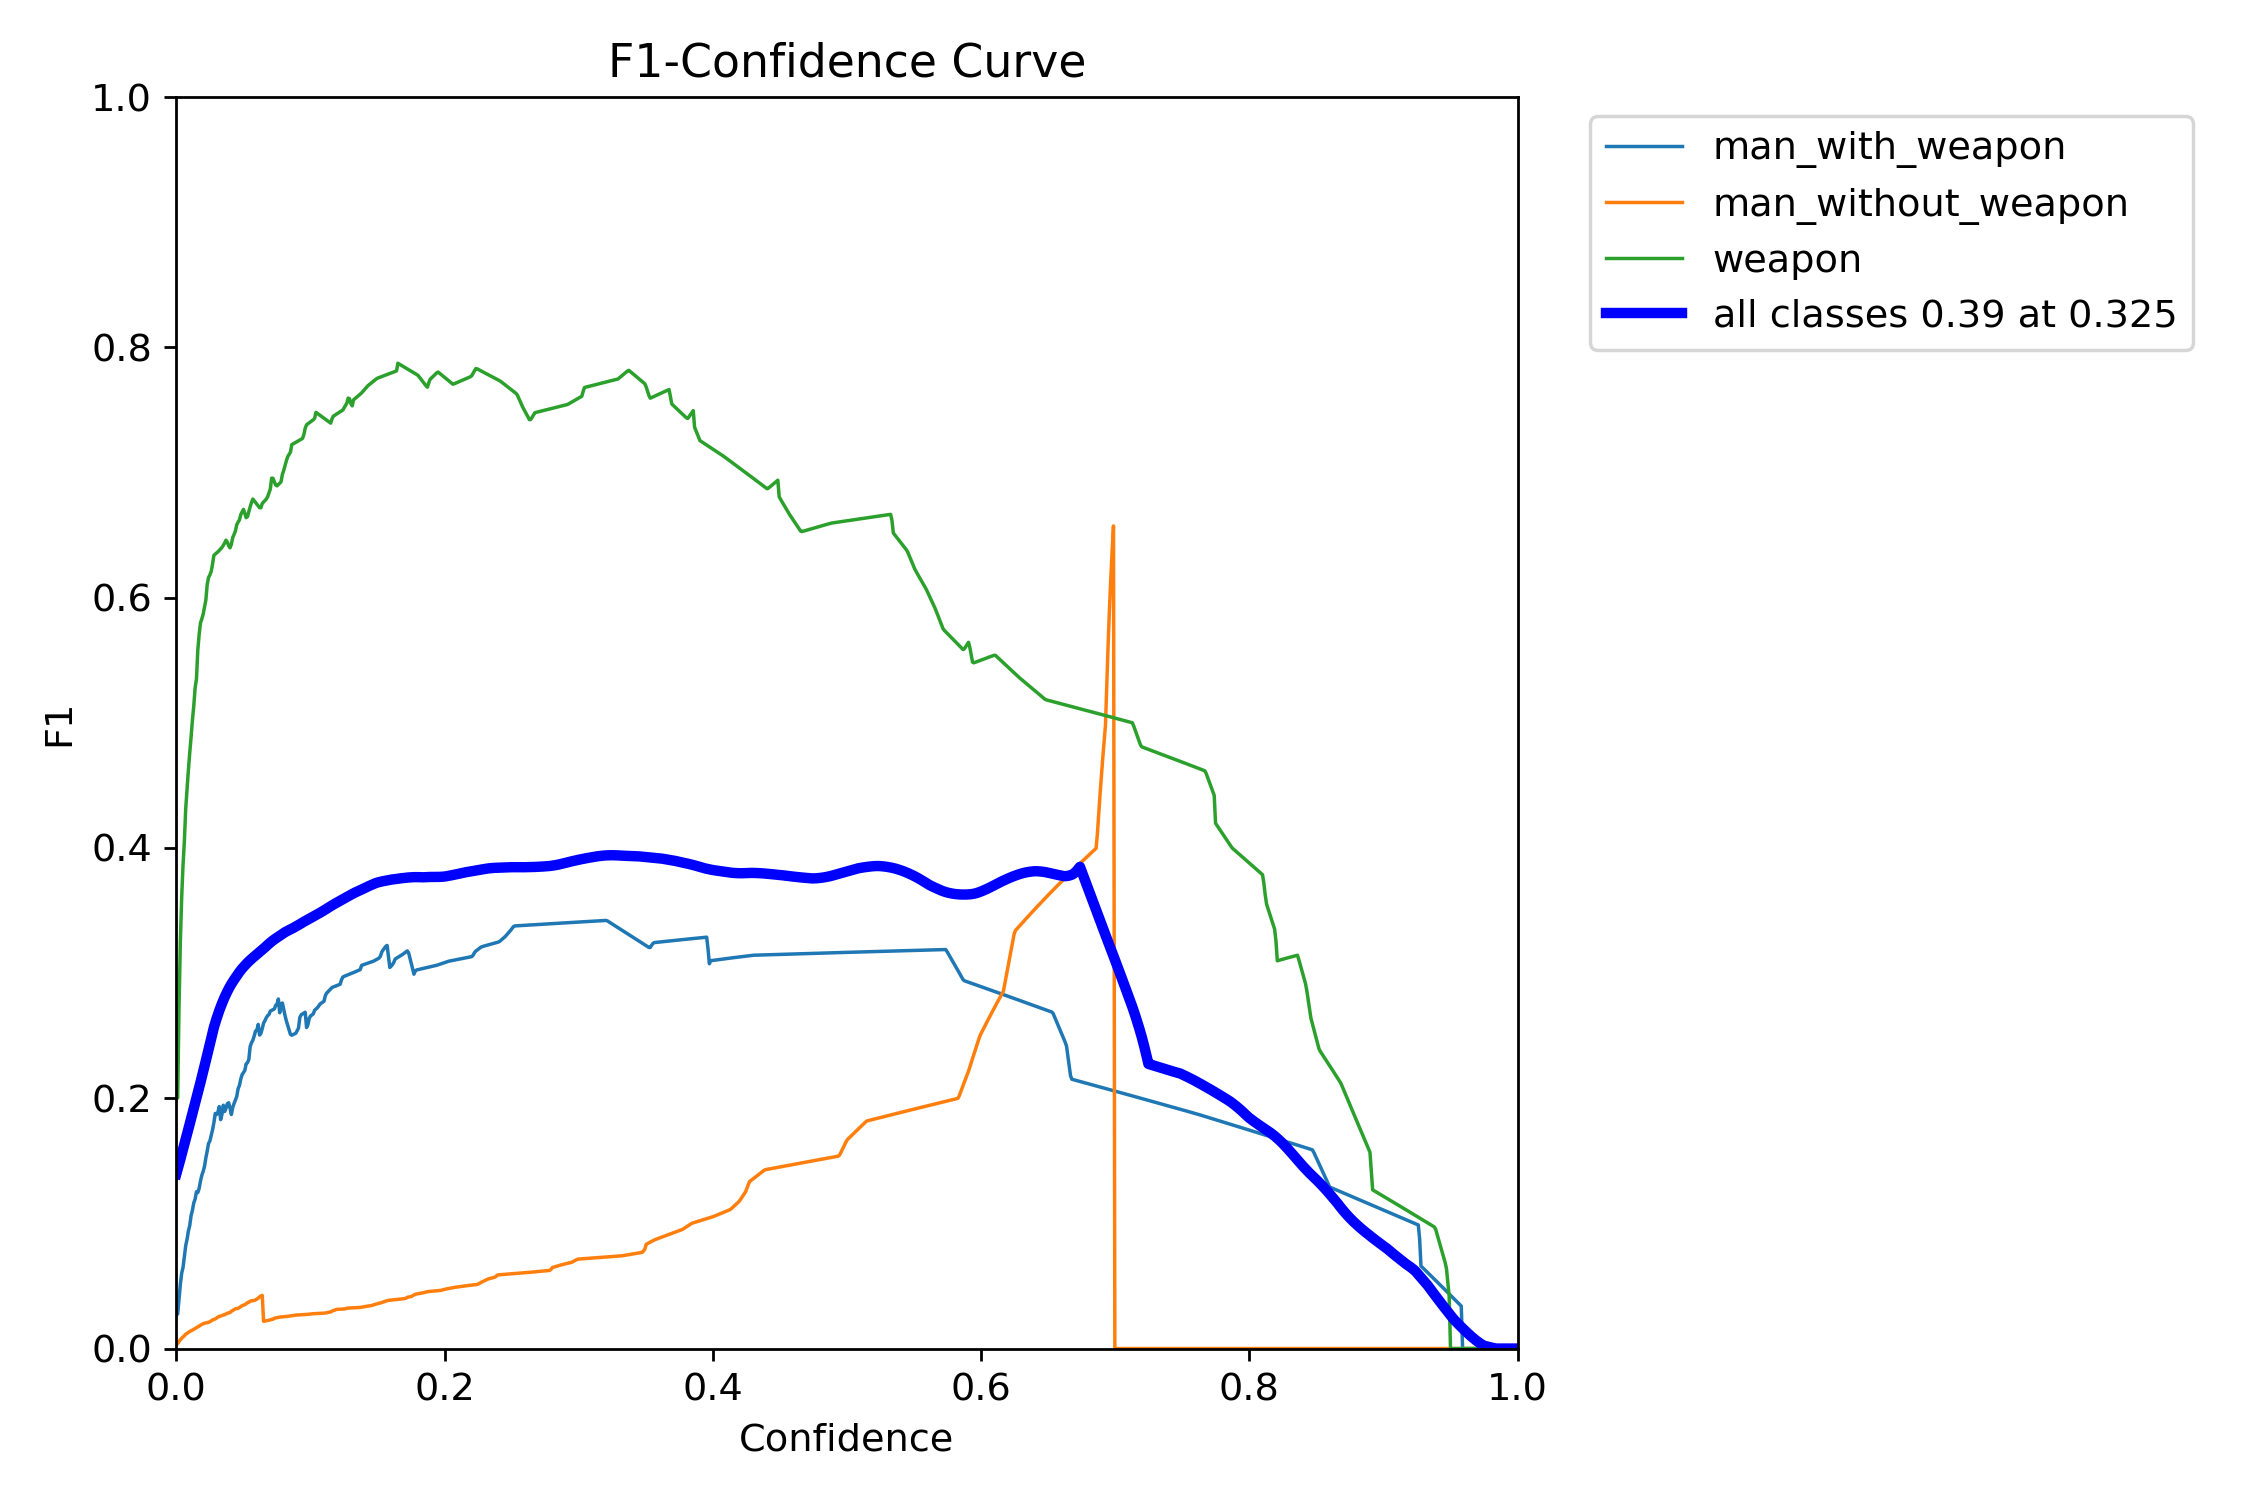 F1-Confidence Curve
1.0
0.8
0.6
0.4
0.2
0.0
F1
0.0 0.2 0.4 0.6 0.8 1.0
Confidence
man_with_weapon
man_without_weapon
weapon
all classes 0.39 at 0.325